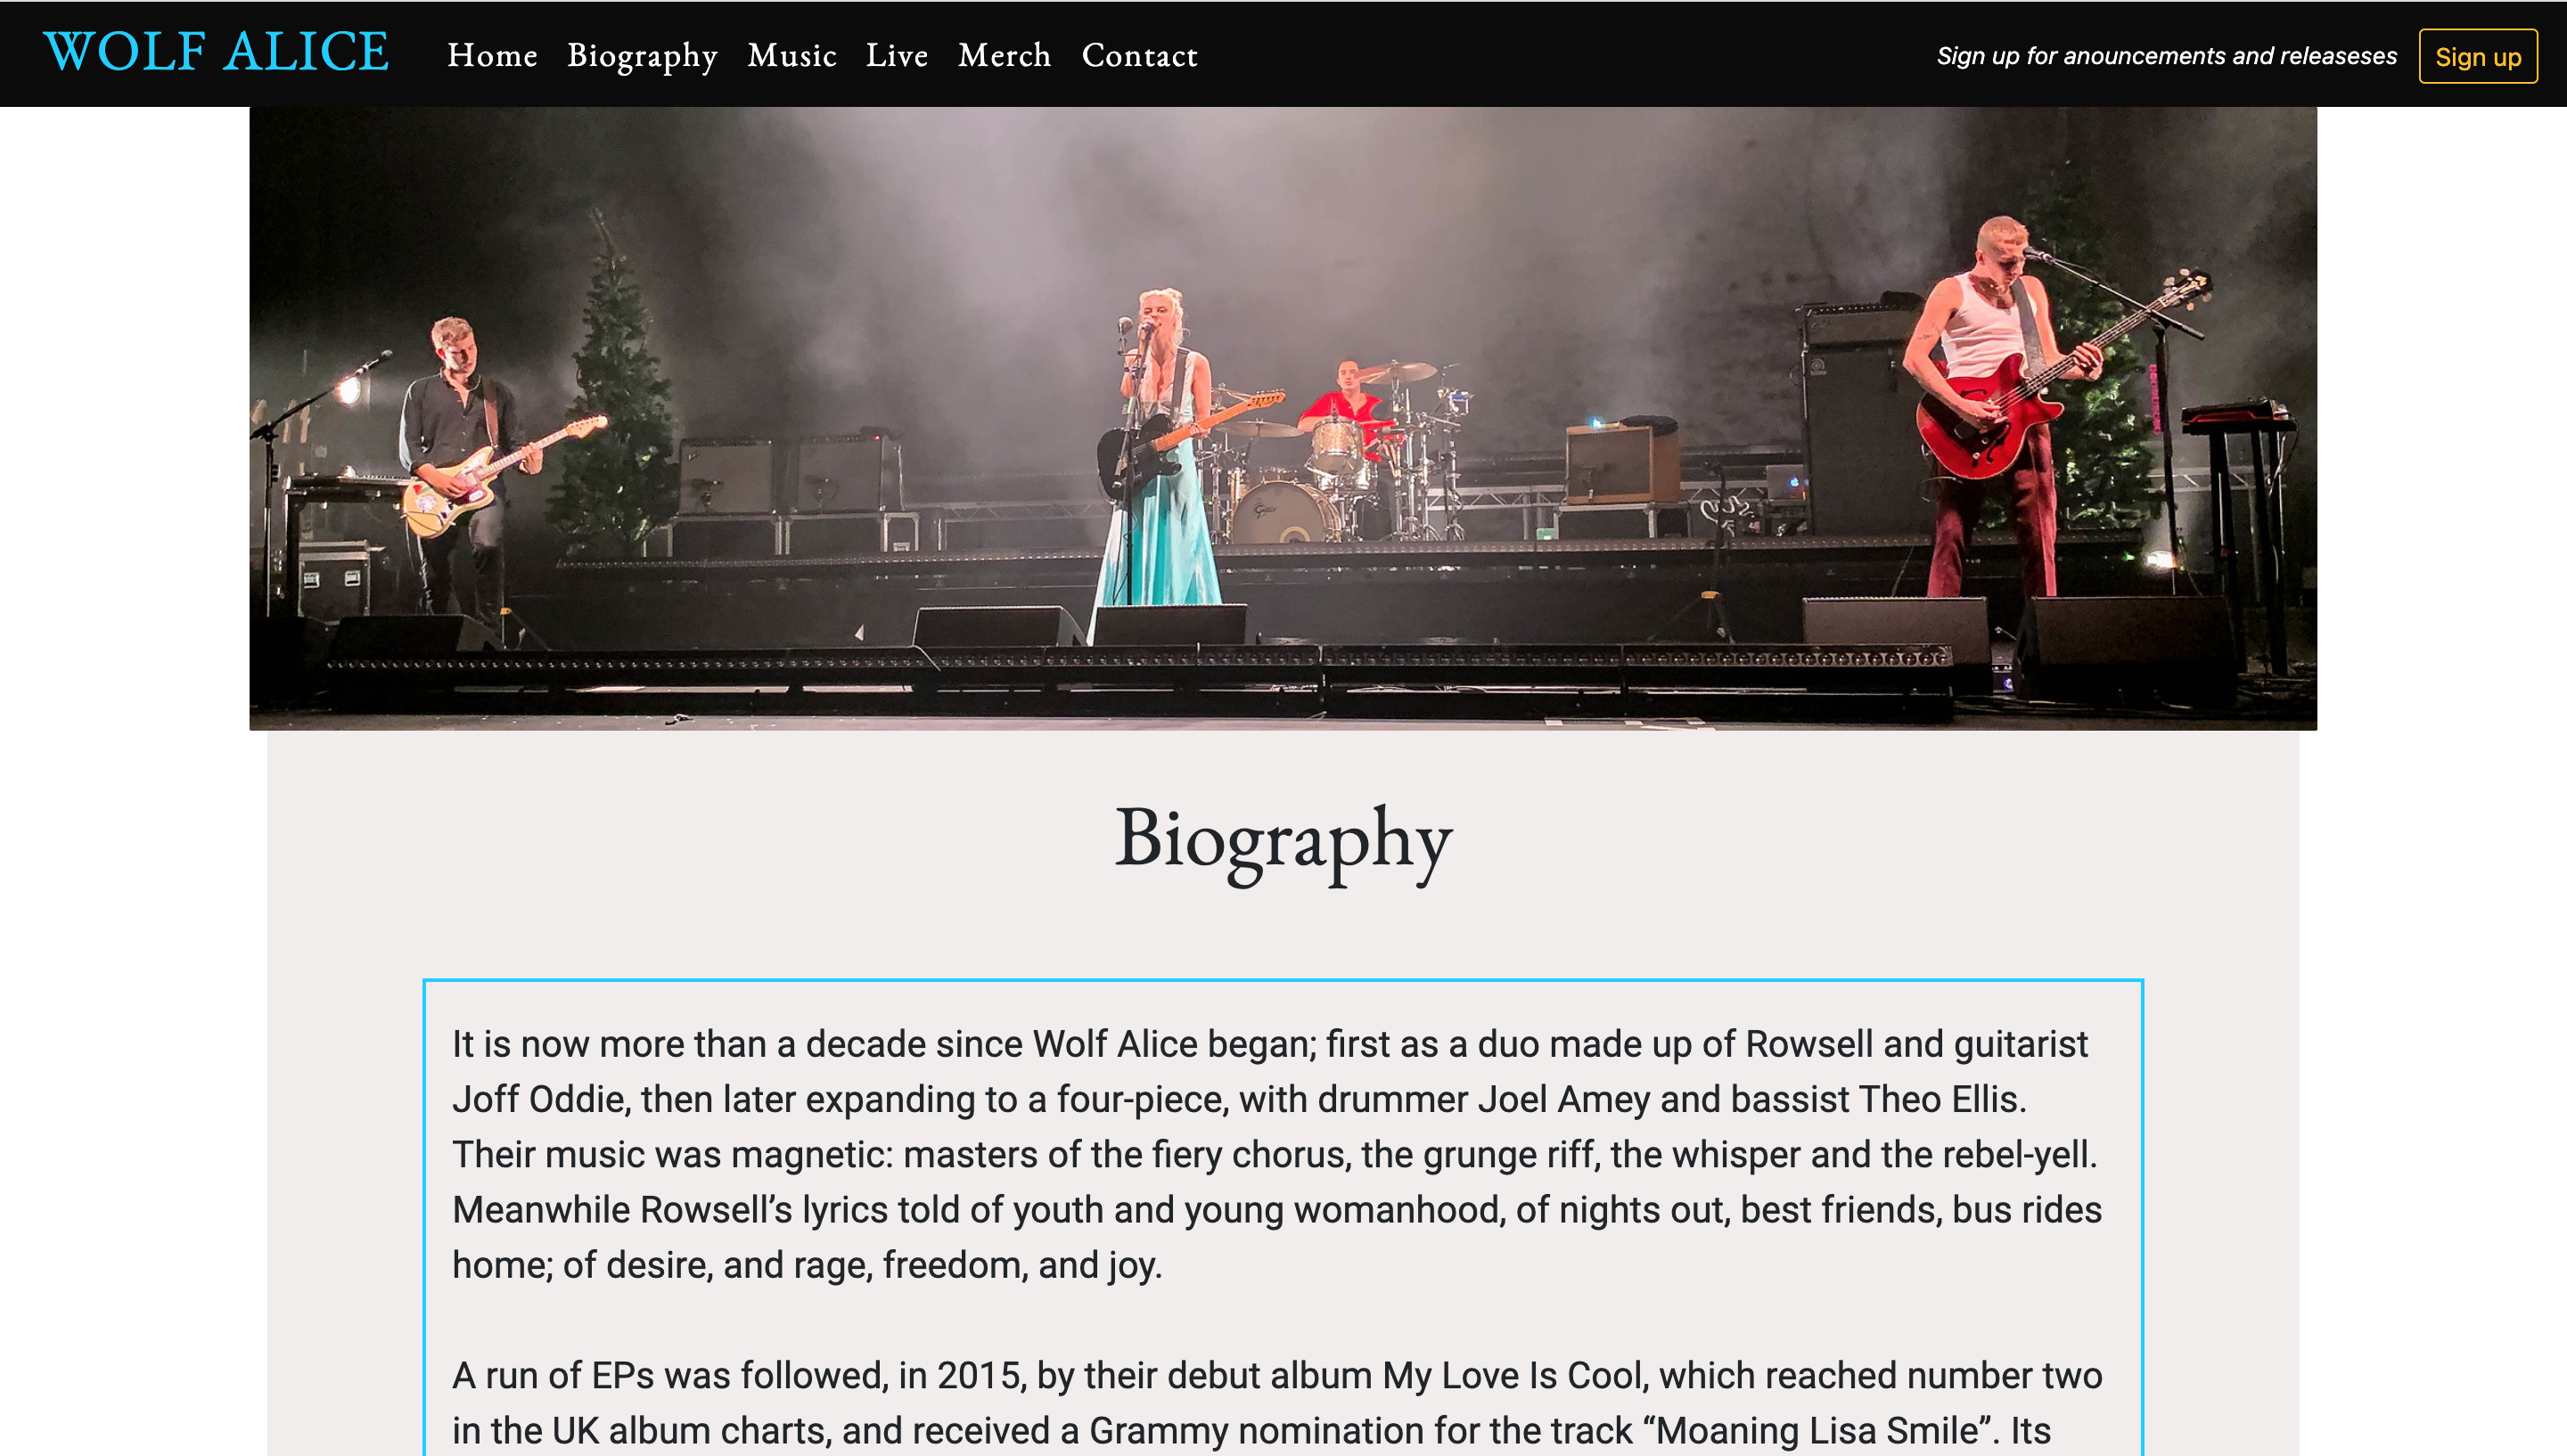 WOLF ALICE
Home Biography Music Live Merch Contact
Sign up for anouncements and releaseses
Sign up
Biography
It is now more than a decade since Wolf Alice began; first as a duo made up of Rowsell and guitarist
Joff Oddie, then later expanding to a four-piece, with drummer Joel Amey and bassist Theo Ellis.
Their music was magnetic: masters of the fiery chorus, the grunge riff, the whisper and the rebel-yell.
Meanwhile Rowsell’s lyrics told of youth and young womanhood, of nights out, best friends, bus rides
home; of desire, and rage, freedom, and joy.
A run of EPs was followed, in 2015, by their debut album My Love Is Cool, which reached number two
in the UK album charts, and received a Grammy nomination for the track “Moaning Lisa Smile”. Its